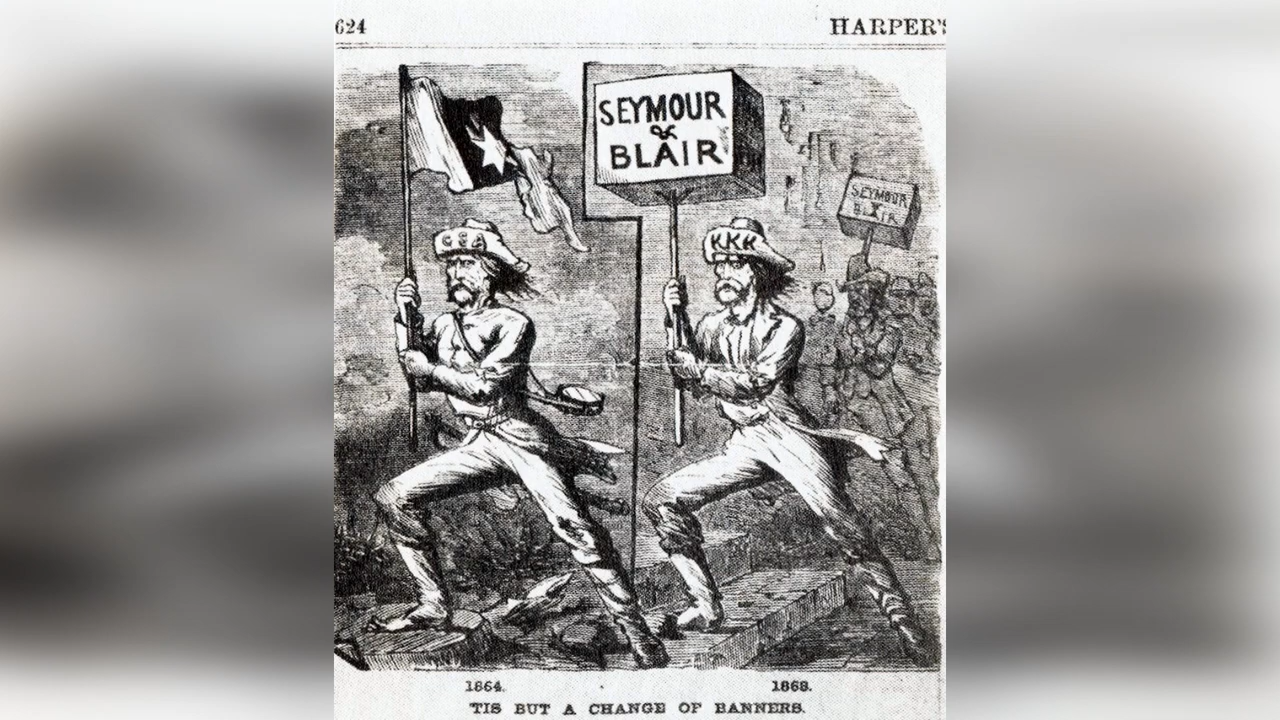 624
HARPER'S
SEYMOUR
&
BLAIR
SEYMOUR
BLAIR
CSA
KKK
1864.
1868.
'TIS BUT A CHANGE OF BANNERS.